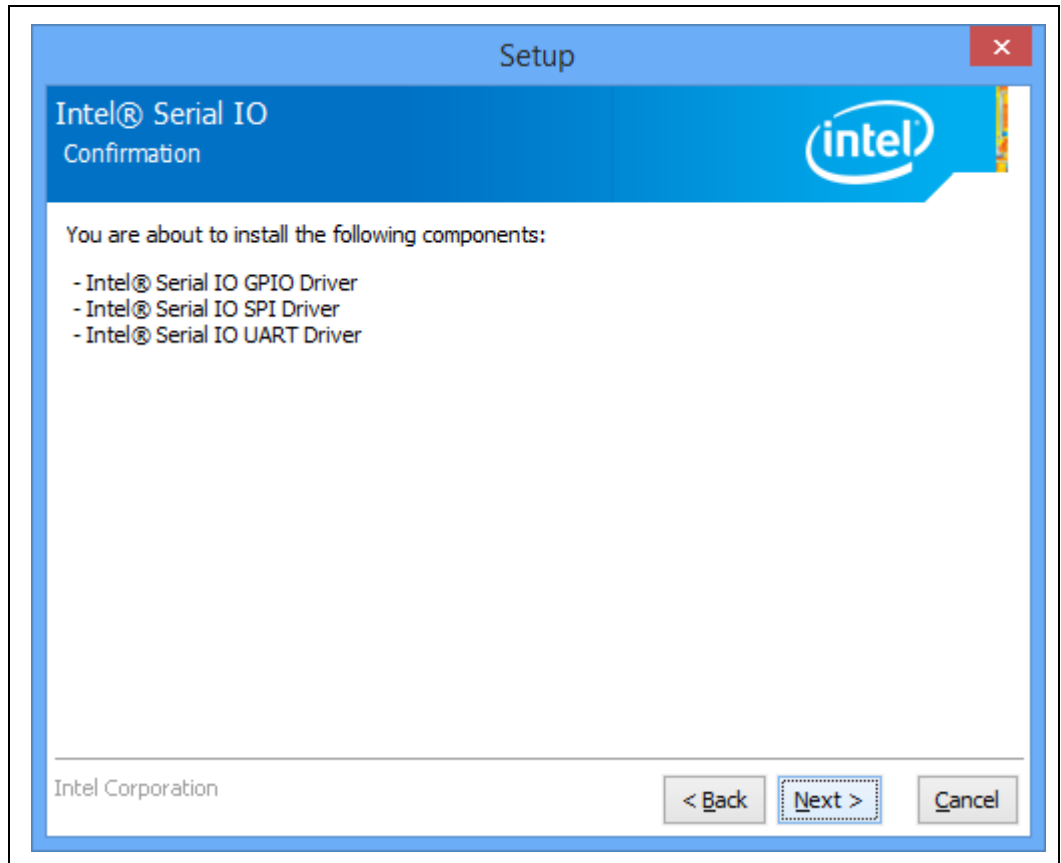 Setup
Intel® Serial IO
Confirmation
intel
You are about to install the following components:
- Intel® Serial IO GPIO Driver
- Intel® Serial IO SPI Driver
- Intel® Serial IO UART Driver
Intel Corporation
< Back
Next >
Cancel